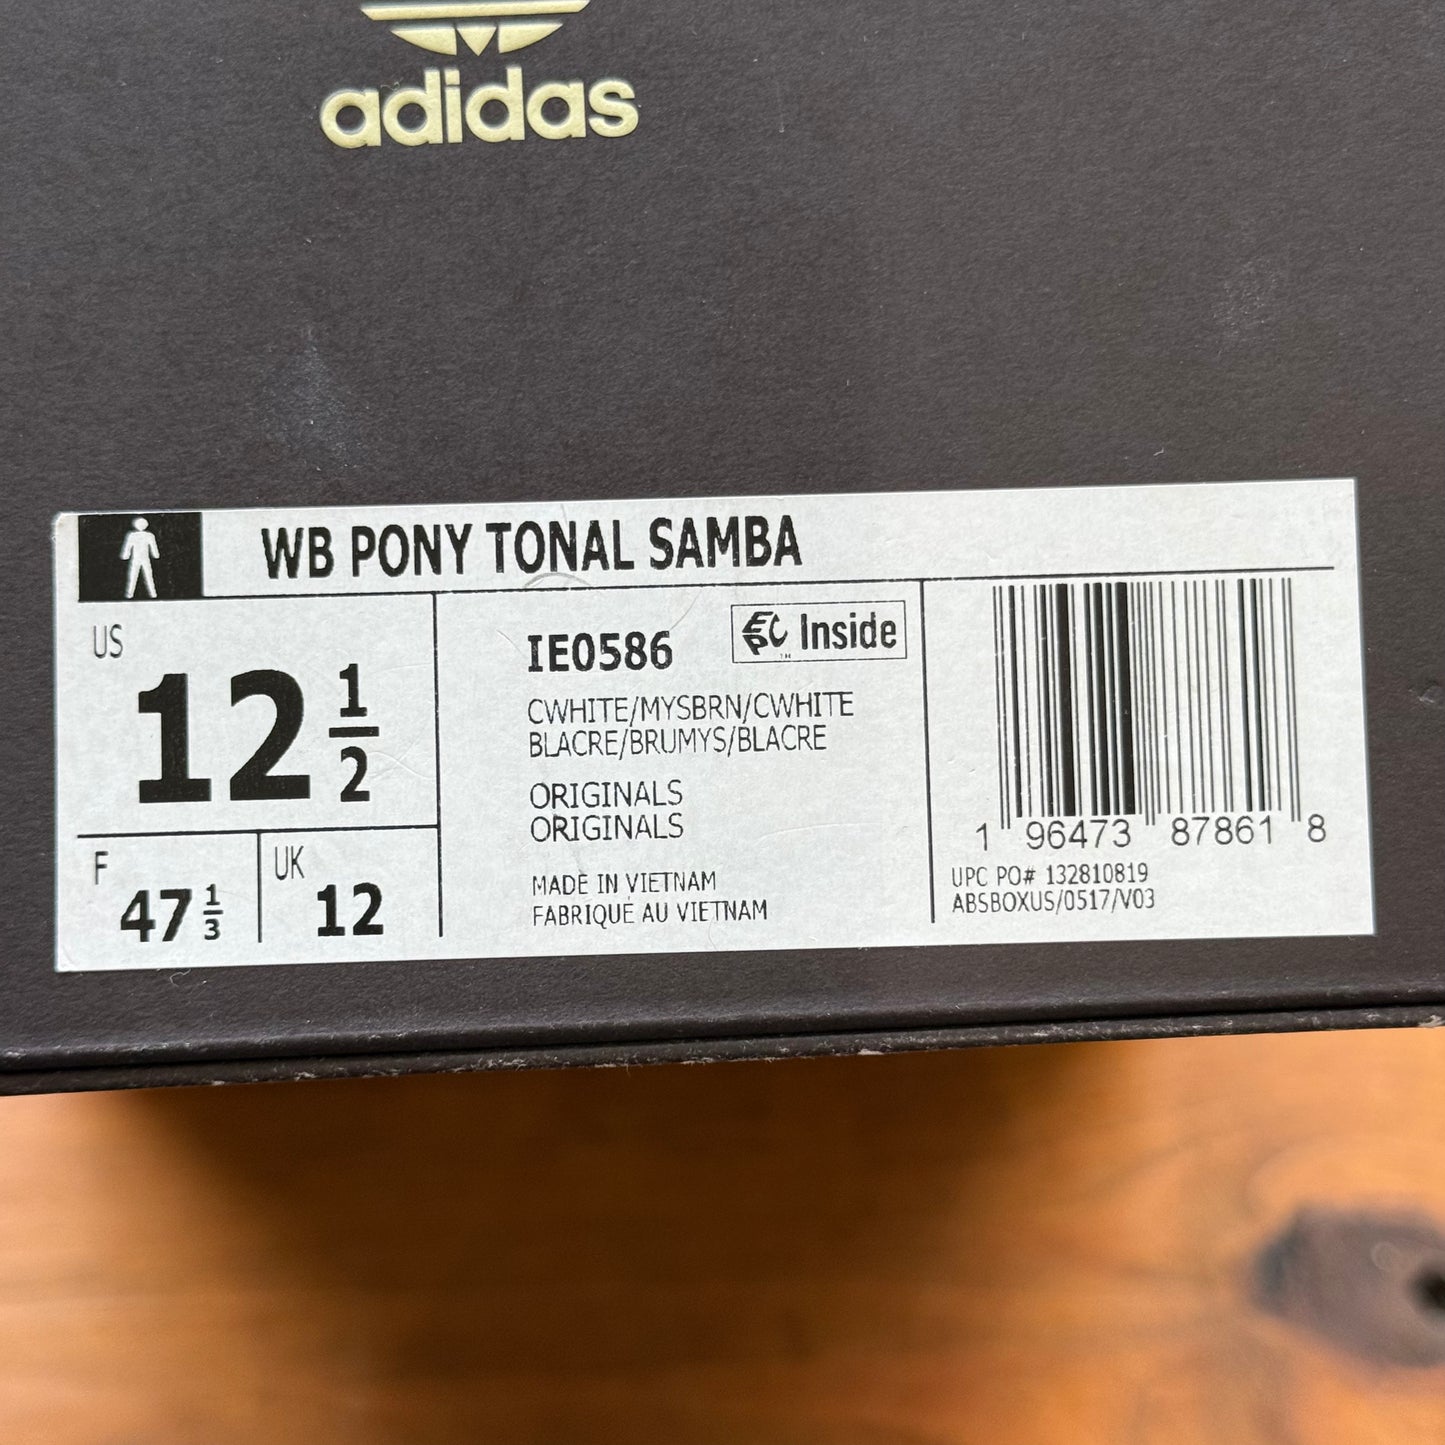 adidas
WB PONY TONAL SAMBA
US
12 1/2
F
47 1/3
UK
12
IE0586
EPC Inside
TM
CWHITE/MYSBRN/CWHITE
BLACRE/BRUMYS/BLACRE
ORIGINALS
ORIGINALS
MADE IN VIETNAM
FABRIQUÉ AU VIETNAM
1 96473 87861 8
UPC PO# 132810819
ABSBOXUS/0517/V03